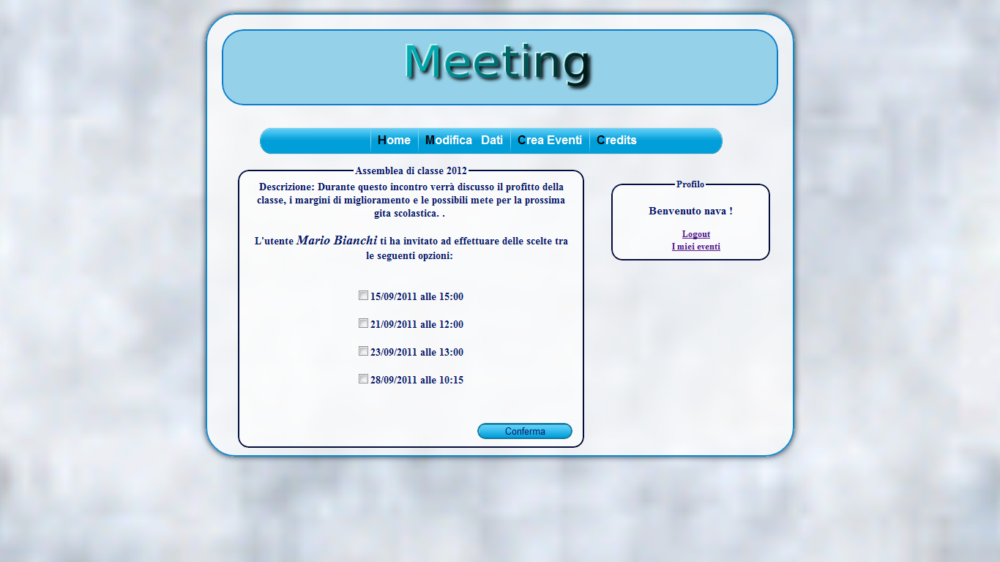 Meeting
Home Modifica Dati Crea Eventi Credits
Assemblea di classe 2012
Descrizione: Durante questo incontro verrà discusso il profitto della
classe, i margini di miglioramento e le possibili mete per la prossima
gita scolastica. .
L'utente Mario Bianchi ti ha invitato ad effettuare delle scelte tra
le seguenti opzioni:
15/09/2011 alle 15:00
21/09/2011 alle 12:00
23/09/2011 alle 13:00
28/09/2011 alle 10:15
Conferma
Profilo
Benvenuto nava !
Logout
I miei eventi